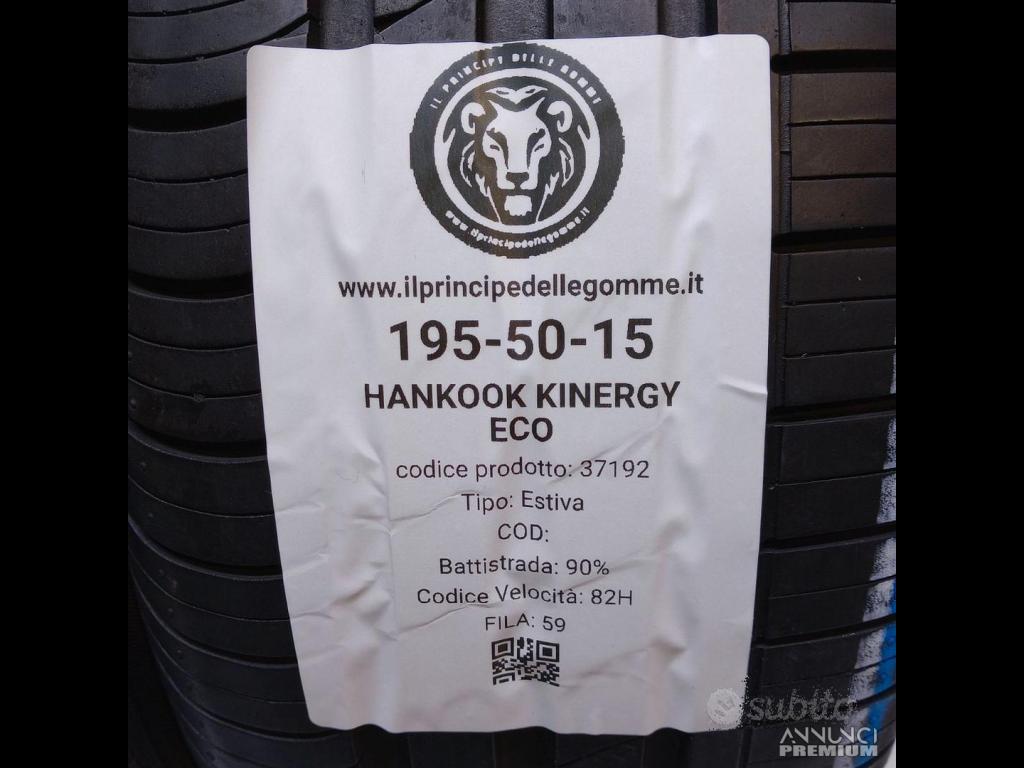 IL PRINCIPE DELLE GOMME
www.ilprincipedellegomme.it
www.ilprincipedellegomme.it
195-50-15
HANKOOK KINERGY
ECO
codice prodotto: 37192
Tipo: Estiva
COD:
Battistrada: 90%
Codice Velocità: 82H
FILA: 59
subito
ANNUNCI
PREMIUM